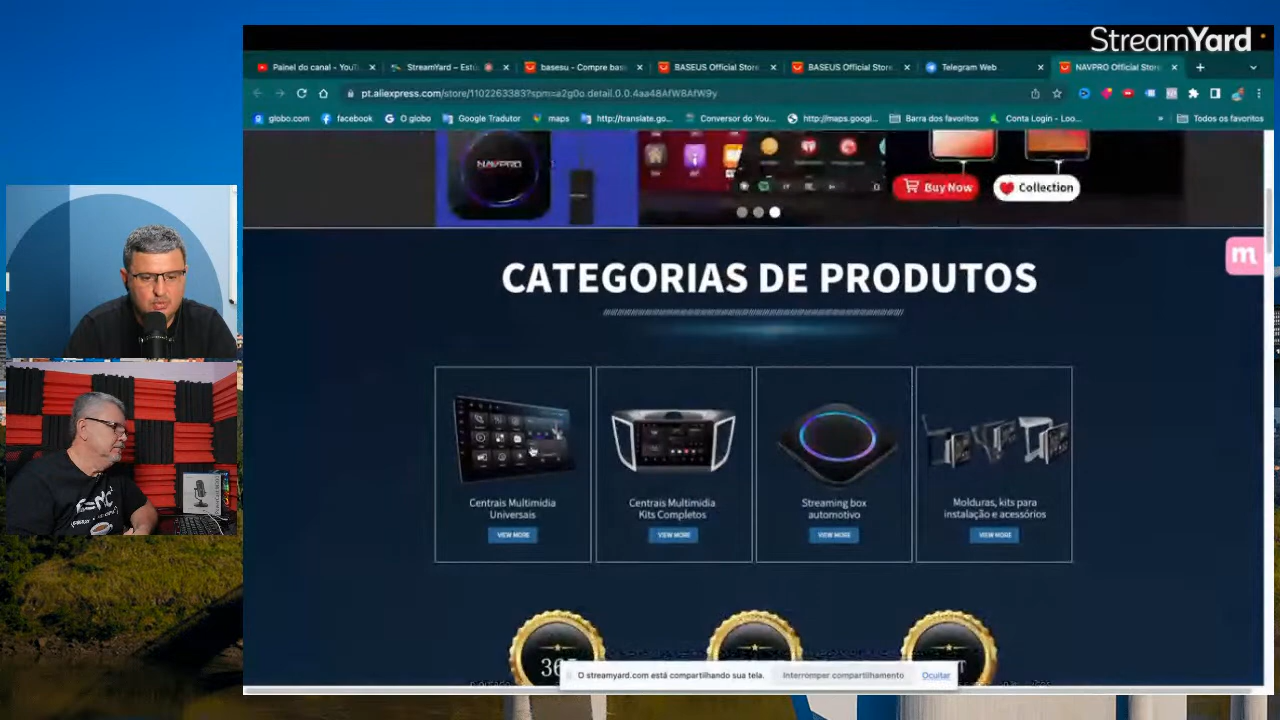 StreamYard
Painel do canal - YouT
StreamYard – Estú
basesu - Compre base
BASEUS Official Store
BASEUS Official Store
Telegram Web
NAVPRO Official Store
pt.aliexpress.com/store/1102263383?spm=a2g0o.detail.0.0.4aa48AfW8AfW9y
globo.com
facebook
O globo
Google Tradutor
maps
http://translate.go...
Conversor do You...
http://maps.googl...
Barra dos favoritos
Conta Login - Loo...
»
Todos os favoritos
NAVPRO
Buy Now
Collection
m
CATEGORIAS DE PRODUTOS
Centrais Multimidia
Universais
VIEW MORE
Centrais Multimidia
Kits Completos
VIEW MORE
Streaming box
automotivo
VIEW MORE
Molduras, kits para
instalação e acessórios
VIEW MORE
O streamyard.com está compartilhando sua tela.
Interromper compartilhamento
Ocultar